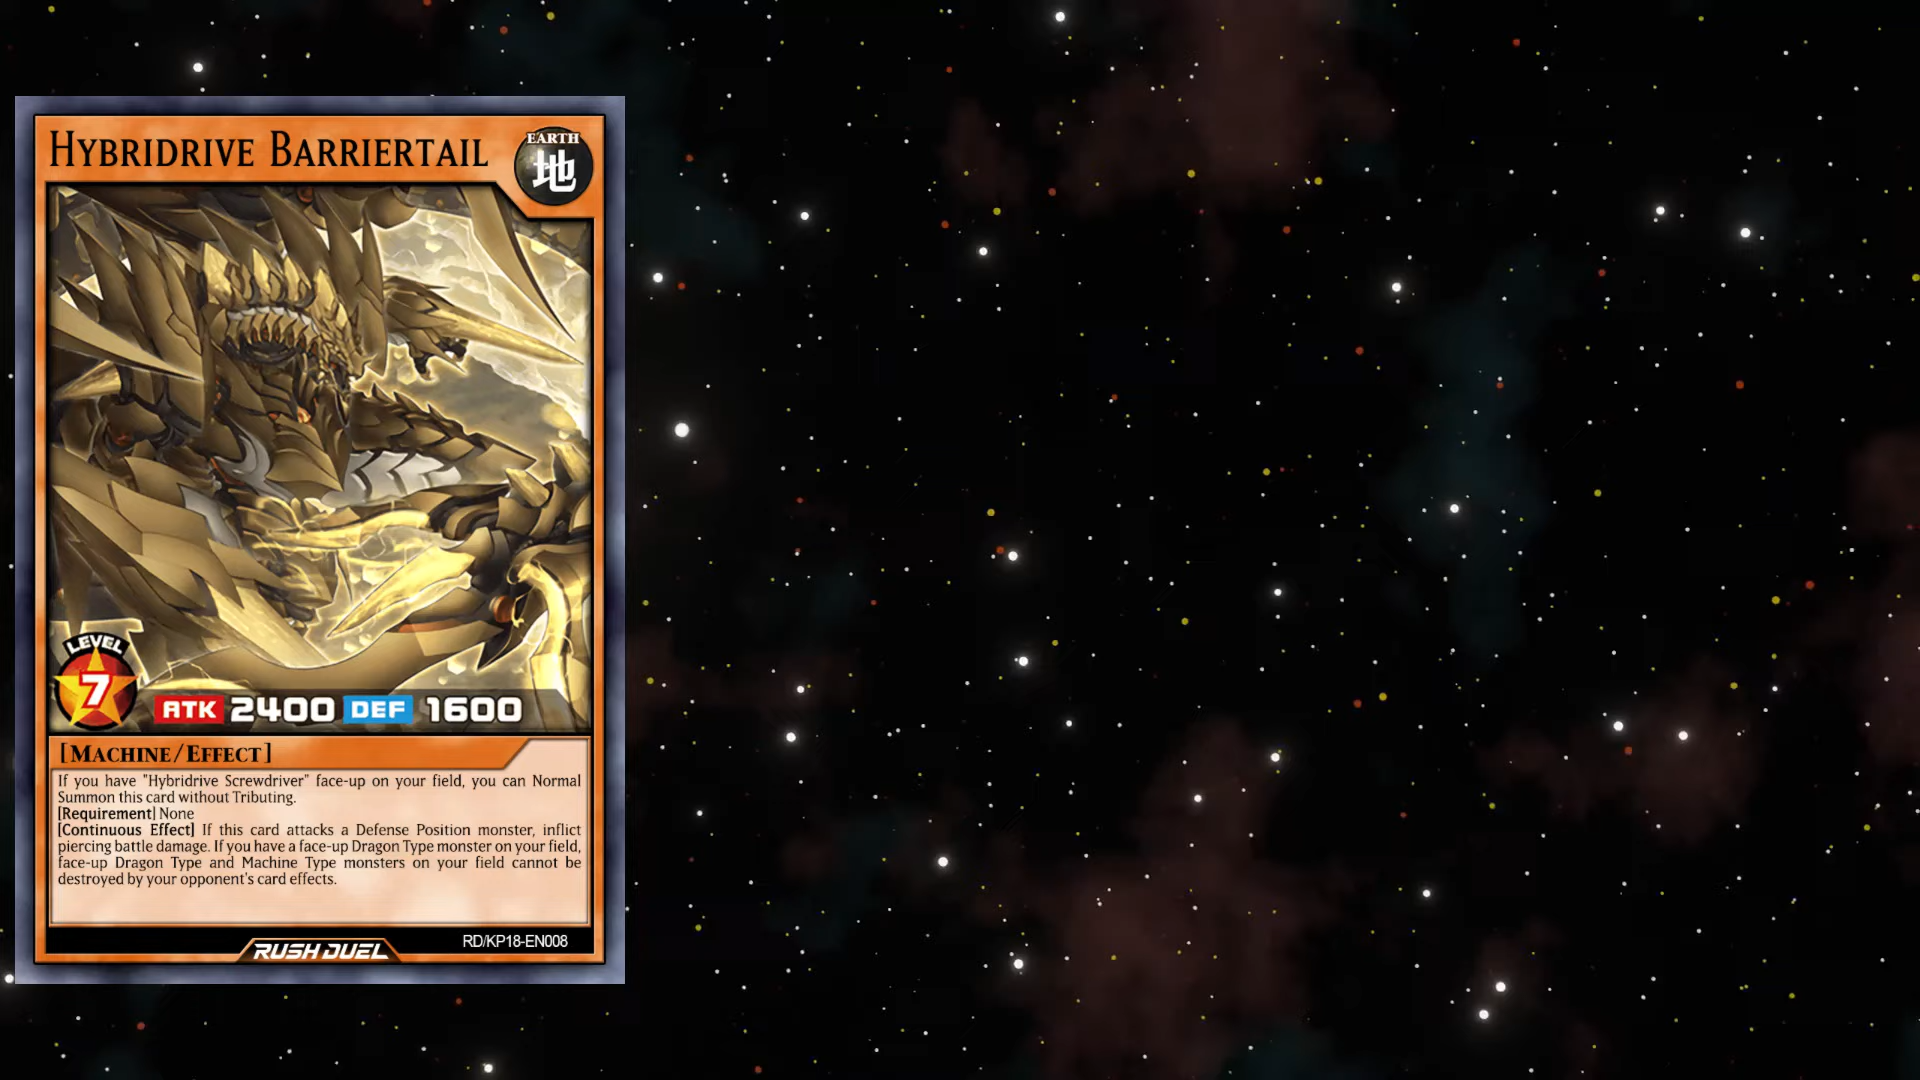 HYBRIDRIVE BARRIERTAIL
EARTH
地
LEVEL
7
ATK 2400 DEF 1600
[MACHINE/EFFECT]
If you have "Hybridrive Screwdriver" face-up on your field, you can Normal
Summon this card without Tributing.
[Requirement] None
[Continuous Effect] If this card attacks a Defense Position monster, inflict
piercing battle damage. If you have a face-up Dragon Type monster on your field,
face-up Dragon Type and Machine Type monsters on your field cannot be
destroyed by your opponent's card effects.
RUSH DUEL
RD/KP18-EN008